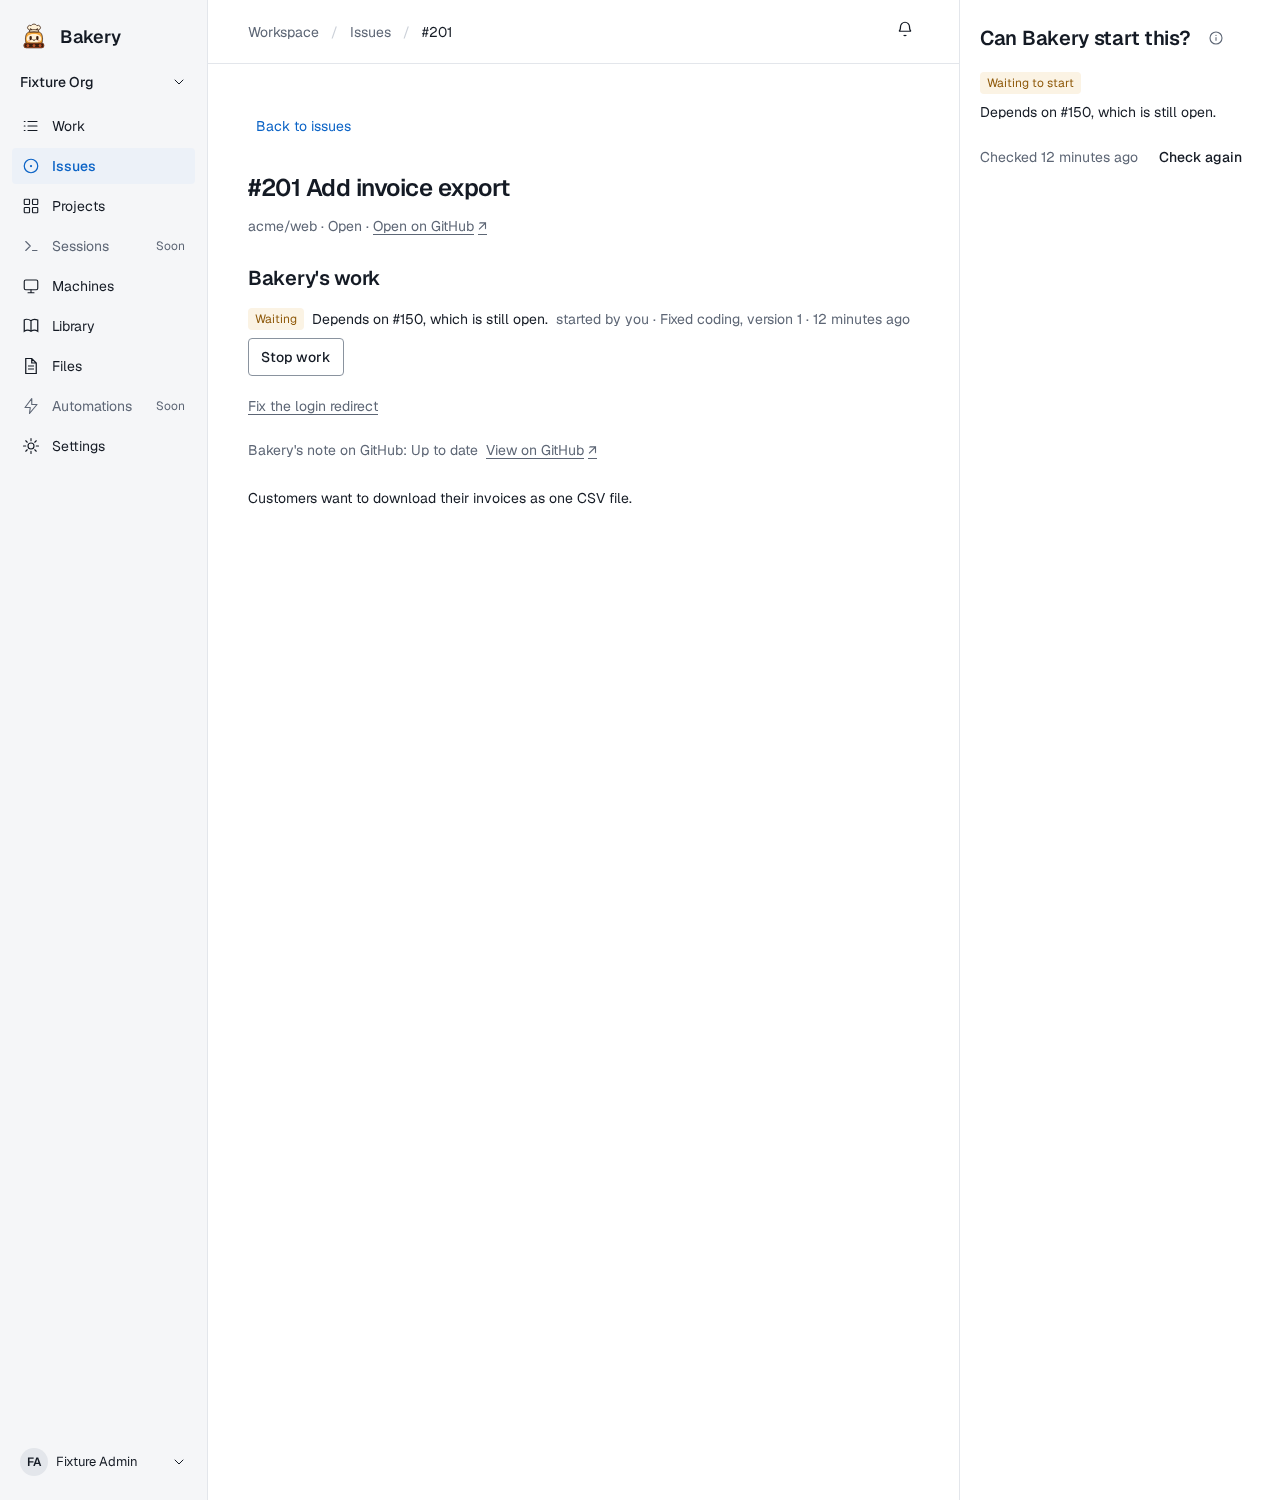 Bakery
Fixture Org
Work
Issues
Projects
Sessions Soon
Machines
Library
Files
Automations Soon
Settings
FA Fixture Admin
Workspace / Issues / #201
Back to issues
#201 Add invoice export
acme/web · Open · Open on GitHub ↗
Bakery's work
Waiting Depends on #150, which is still open. started by you · Fixed coding, version 1 · 12 minutes ago
Stop work
Fix the login redirect
Bakery's note on GitHub: Up to date View on GitHub ↗
Customers want to download their invoices as one CSV file.
Can Bakery start this?
Waiting to start
Depends on #150, which is still open.
Checked 12 minutes ago Check again